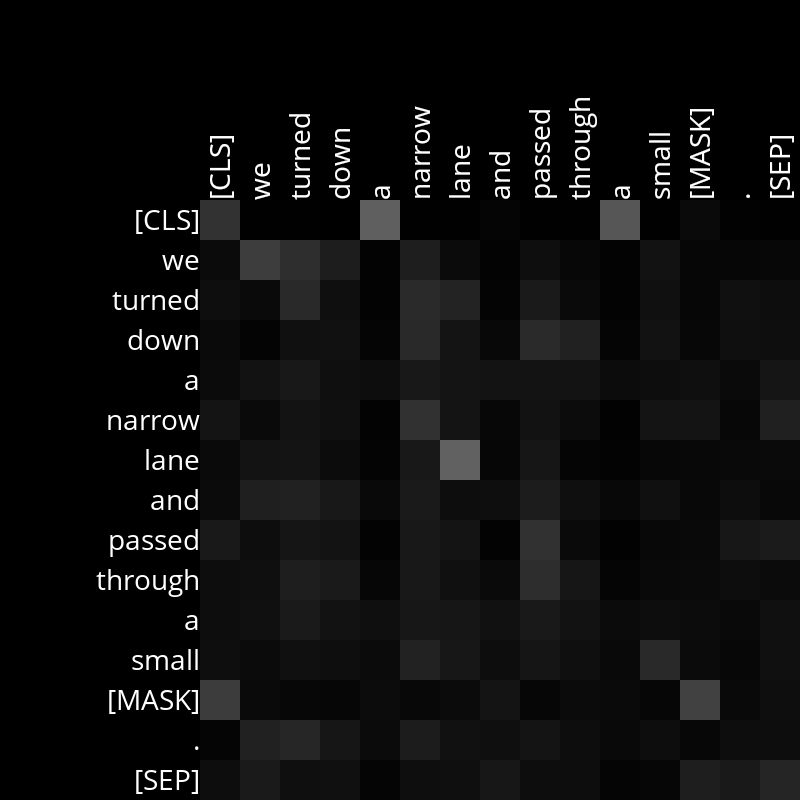 [CLS] we turned down a narrow lane and passed through a small [MASK] . [SEP]
[CLS]
we
turned
down
a
narrow
lane
and
passed
through
a
small
[MASK]
.
[SEP]